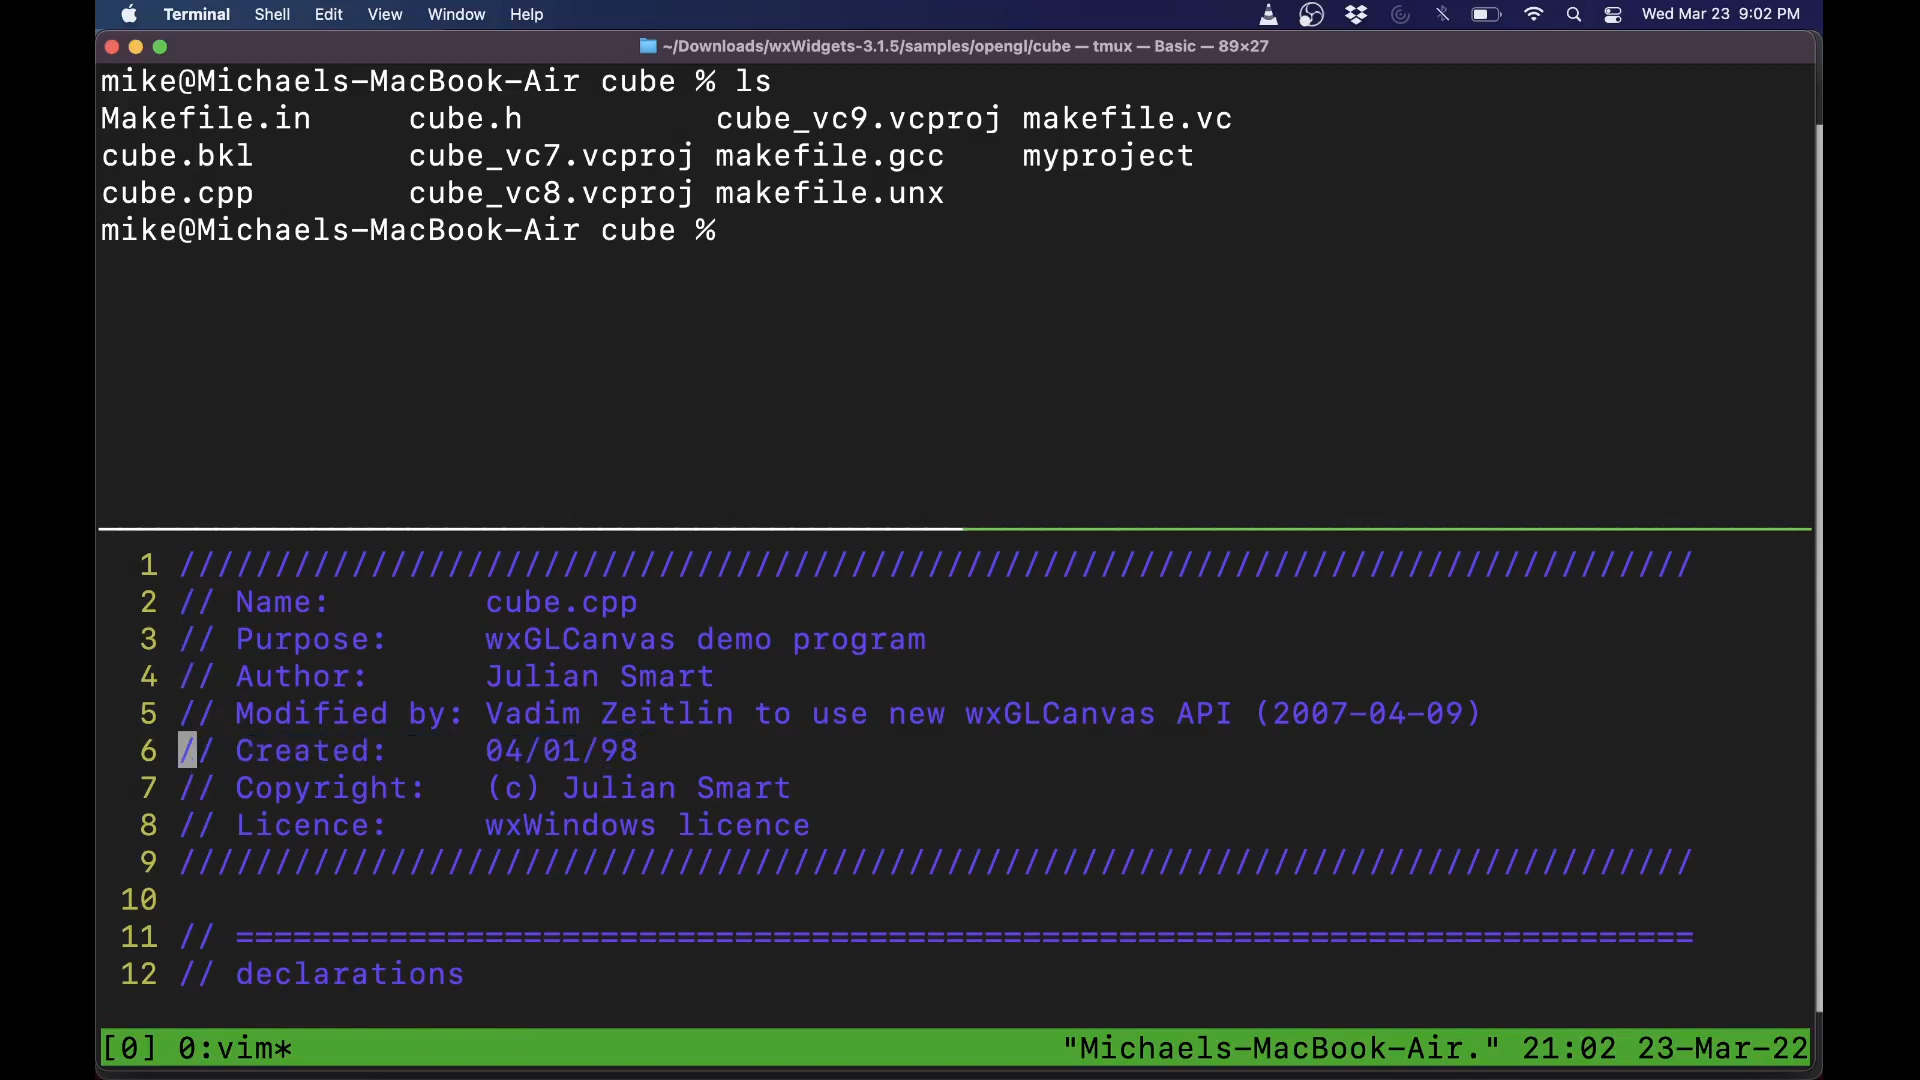 Terminal Shell Edit View Window Help Wed Mar 23 9:02 PM
~/Downloads/wxWidgets-3.1.5/samples/opengl/cube — tmux — Basic — 89×27
mike@Michaels-MacBook-Air cube % ls
Makefile.in cube.h cube_vc9.vcproj makefile.vc
cube.bkl cube_vc7.vcproj makefile.gcc myproject
cube.cpp cube_vc8.vcproj makefile.unx
mike@Michaels-MacBook-Air cube %
1 ///////////////////////////////////////////////////////////////////////////////
2 // Name: cube.cpp
3 // Purpose: wxGLCanvas demo program
4 // Author: Julian Smart
5 // Modified by: Vadim Zeitlin to use new wxGLCanvas API (2007-04-09)
6 // Created: 04/01/98
7 // Copyright: (c) Julian Smart
8 // Licence: wxWindows licence
9 ///////////////////////////////////////////////////////////////////////////////
10
11 // ============================================================================
12 // declarations
[0] 0:vim* "Michaels-MacBook-Air." 21:02 23-Mar-22